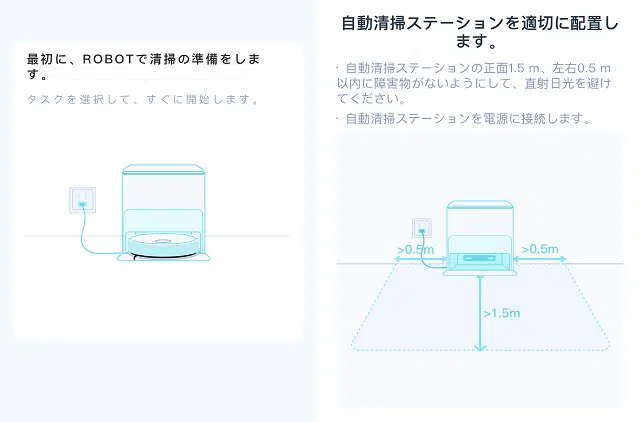 最初に、ROBOTで清掃の準備をしま
す。
タスクを選択して、すぐに開始します。
自動清掃ステーションを適切に配置し
ます。
· 自動清掃ステーションの正面1.5 m、左右0.5 m
以内に障害物がないようにして、直射日光を避け
てください。
· 自動清掃ステーションを電源に接続します。
>0.5m
>0.5m
>1.5m